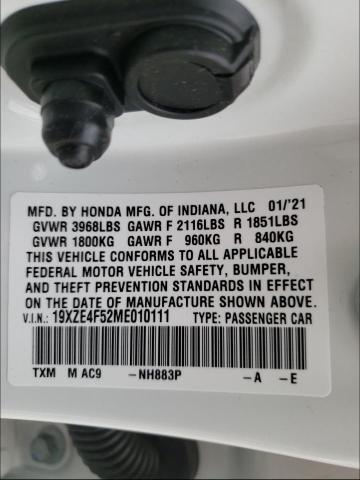 MFD. BY HONDA MFG. OF INDIANA, LLC 01/'21
GVWR 3968LBS GAWR F 2116LBS R 1851LBS
GVWR 1800KG GAWR F 960KG R 840KG
THIS VEHICLE CONFORMS TO ALL APPLICABLE
FEDERAL MOTOR VEHICLE SAFETY, BUMPER,
AND THEFT PREVENTION STANDARDS IN EFFECT
ON THE DATE OF MANUFACTURE SHOWN ABOVE.
V.I.N.: 19XZE4F52ME010111 TYPE: PASSENGER CAR
TXM M AC9 -NH883P -A -E